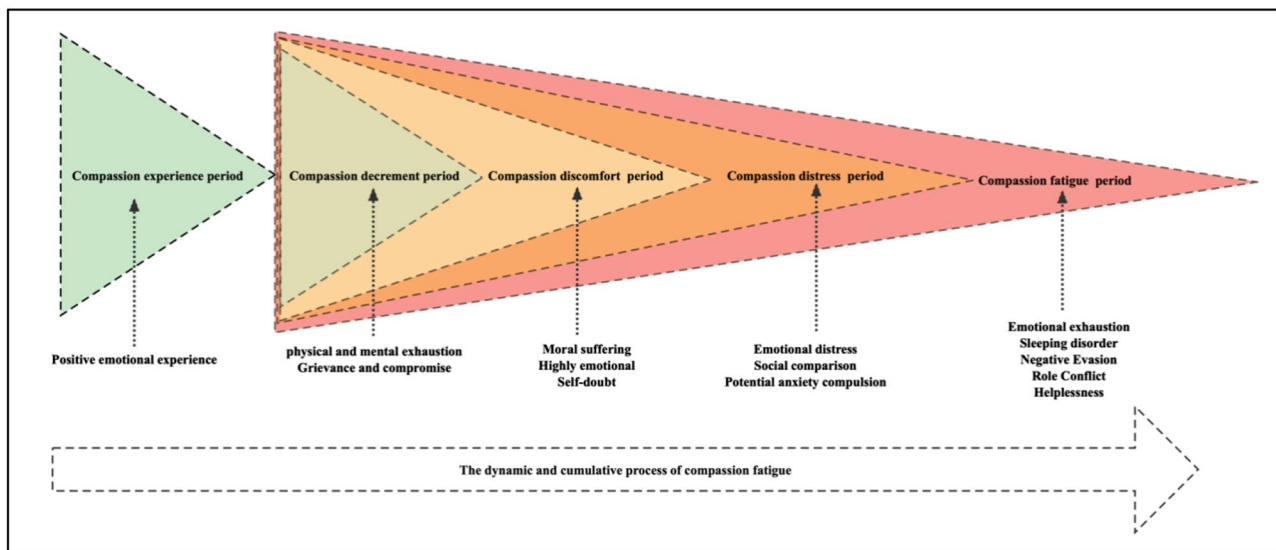 Compassion experience period
Compassion decrement period
Compassion discomfort period
Compassion distress period
Compassion fatigue period
Positive emotional experience
physical and mental exhaustion
Grievance and compromise
Moral suffering
Highly emotional
Self-doubt
Emotional distress
Social comparison
Potential anxiety compulsion
Emotional exhaustion
Sleeping disorder
Negative Evasion
Role Conflict
Helplessness
The dynamic and cumulative process of compassion fatigue